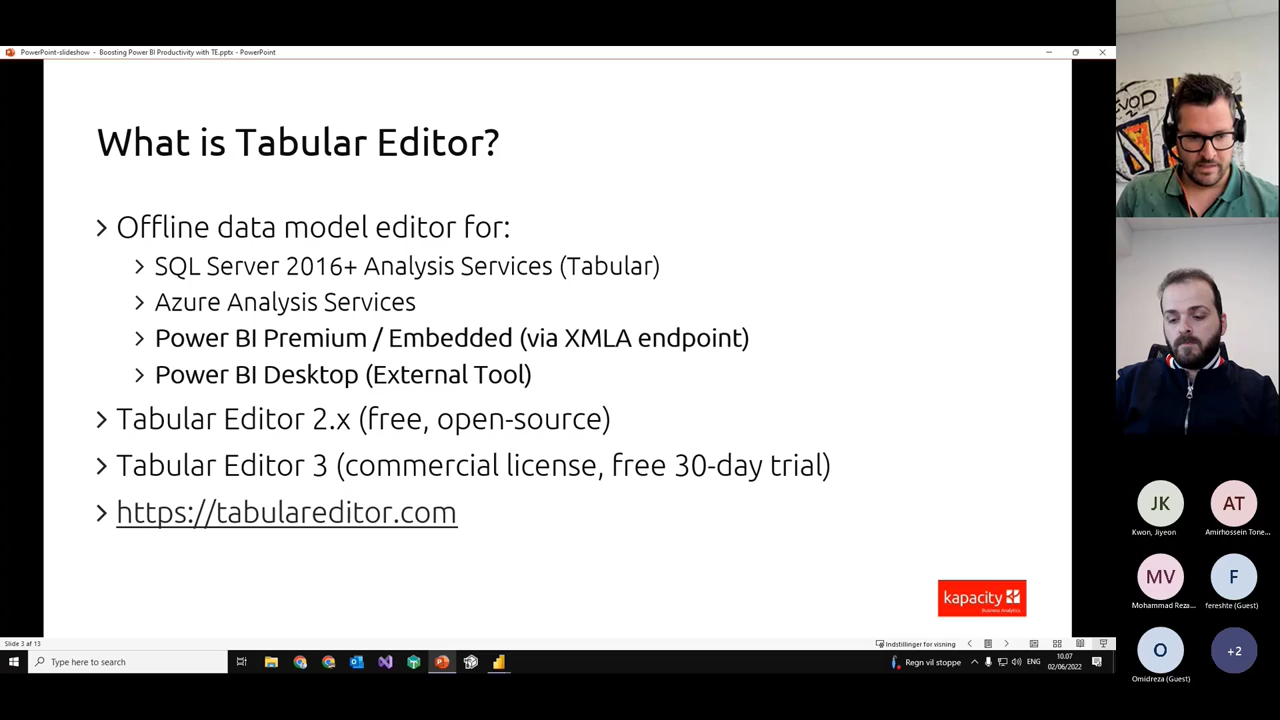 PowerPoint-slideshow - Boosting Power BI Productivity with TE.pptx - PowerPoint
What is Tabular Editor?
Offline data model editor for:
SQL Server 2016+ Analysis Services (Tabular)
Azure Analysis Services
Power BI Premium / Embedded (via XMLA endpoint)
Power BI Desktop (External Tool)
Tabular Editor 2.x (free, open-source)
Tabular Editor 3 (commercial license, free 30-day trial)
https://tabulareditor.com
kapacity
Business Analytics
Slide 3 af 13
Indstillinger for visning
Type here to search
Regn vil stoppe
ENG
10.07
02/06/2022
JK
Kwon, Jiyeon
AT
Amirhossein Tone...
MV
Mohammad Reza...
F
fereshte (Guest)
O
Omidreza (Guest)
+2